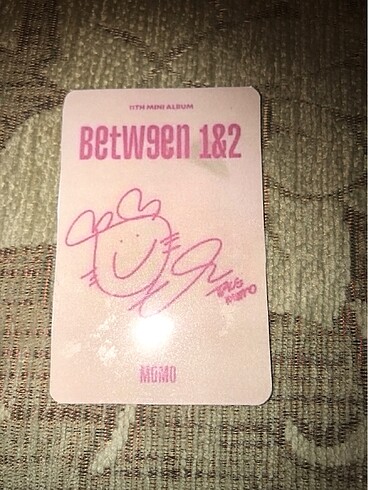 11TH MINI ALBUM
BetW9en 1&2
MOMO